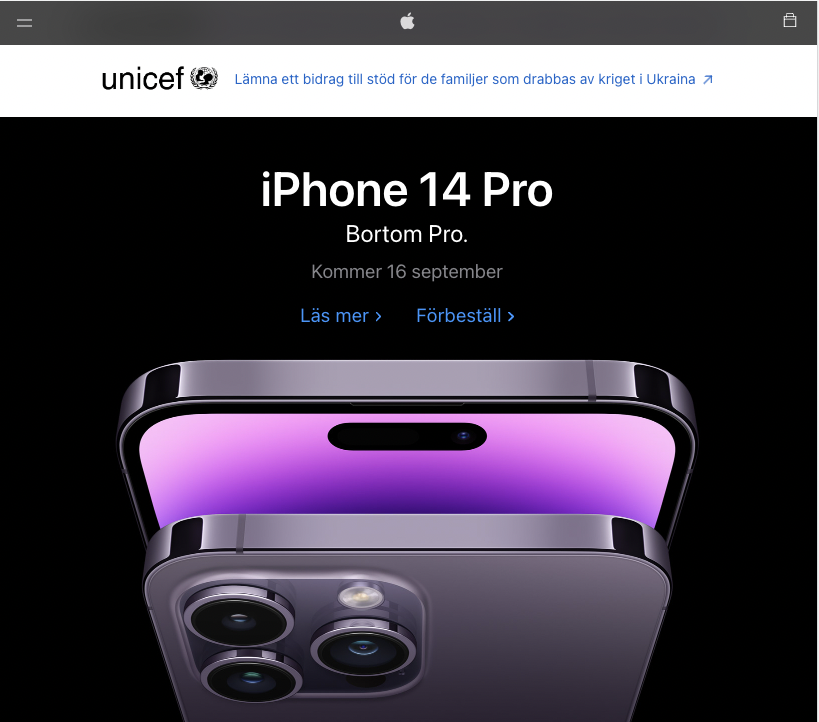 unicef
Lämna ett bidrag till stöd för de familjer som drabbas av kriget i Ukraina
iPhone 14 Pro
Bortom Pro.
Kommer 16 september
Läs mer
Förbeställ